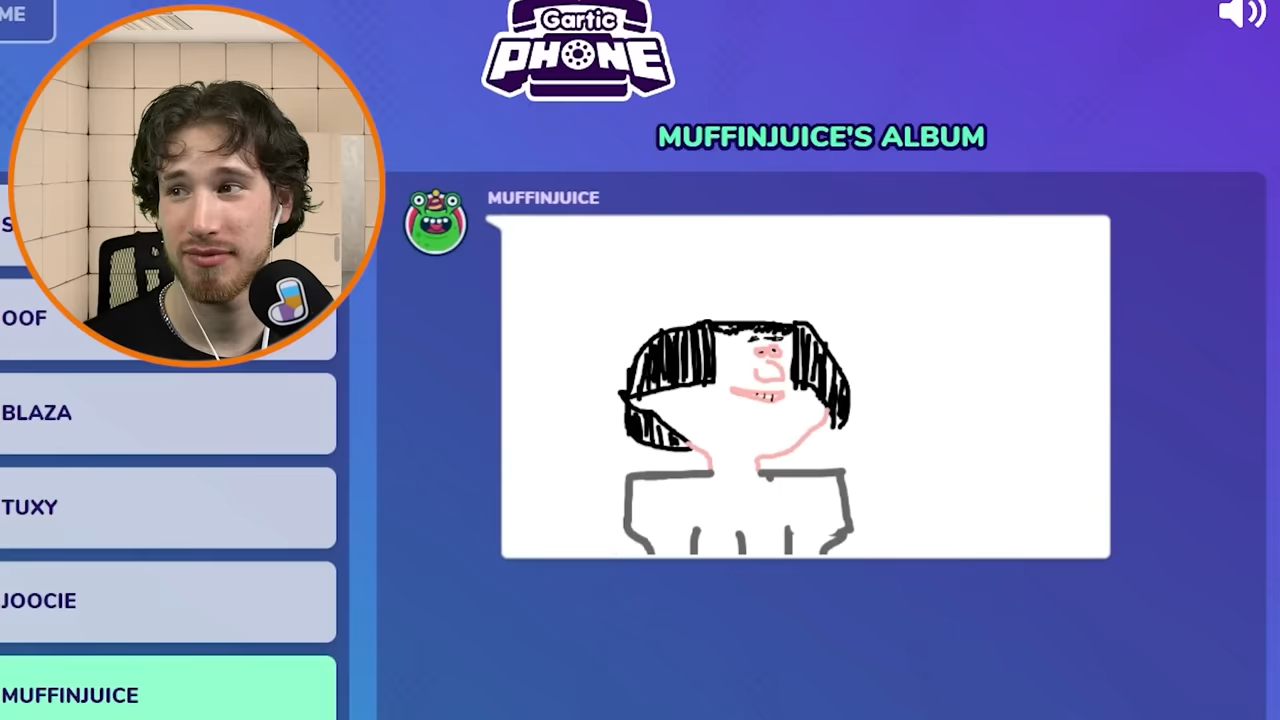 ME
Gartic
PHONE
MUFFINJUICE'S ALBUM
MUFFINJUICE
S
OOF
BLAZA
TUXY
JOOCIE
MUFFINJUICE